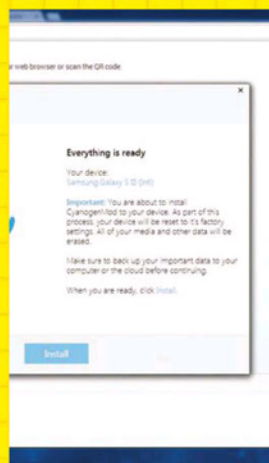 ur web browser or scan the QR code.
Everything is ready
Your device:
Samsung Galaxy S III (Intl)
Important: You are about to install
CyanogenMod to your device. As part of this
process, your device will be reset to it's factory
settings. All of your media and other data will be
erased.
Make sure to back up your important data to your
computer or the cloud before continuing.
When you are ready, click Install.
Install